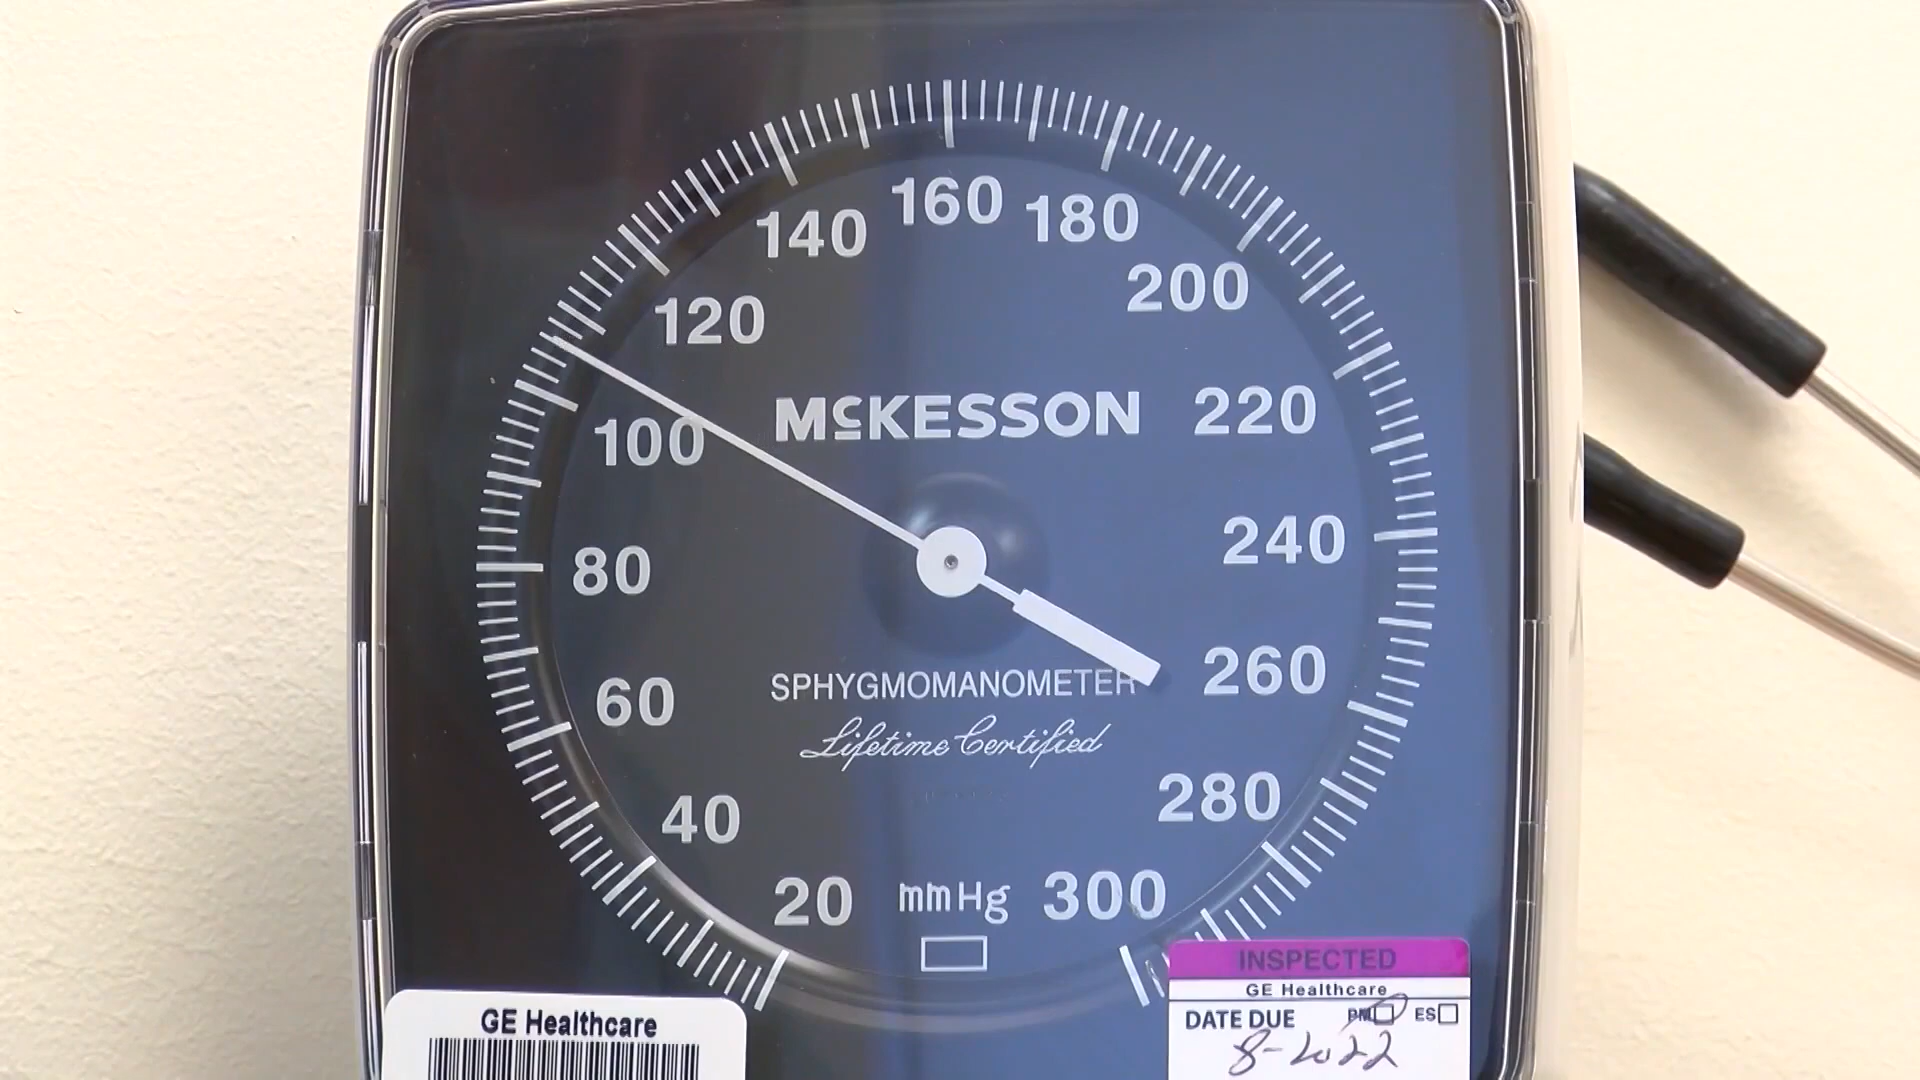 160
140
180
120
200
100
McKESSON
220
80
240
60
SPHYGMOMANOMETER
260
Lifetime Certified
40
280
20
mmHg
300
INSPECTED
GE Healthcare
DATE DUE PM ES
8-2022
GE Healthcare